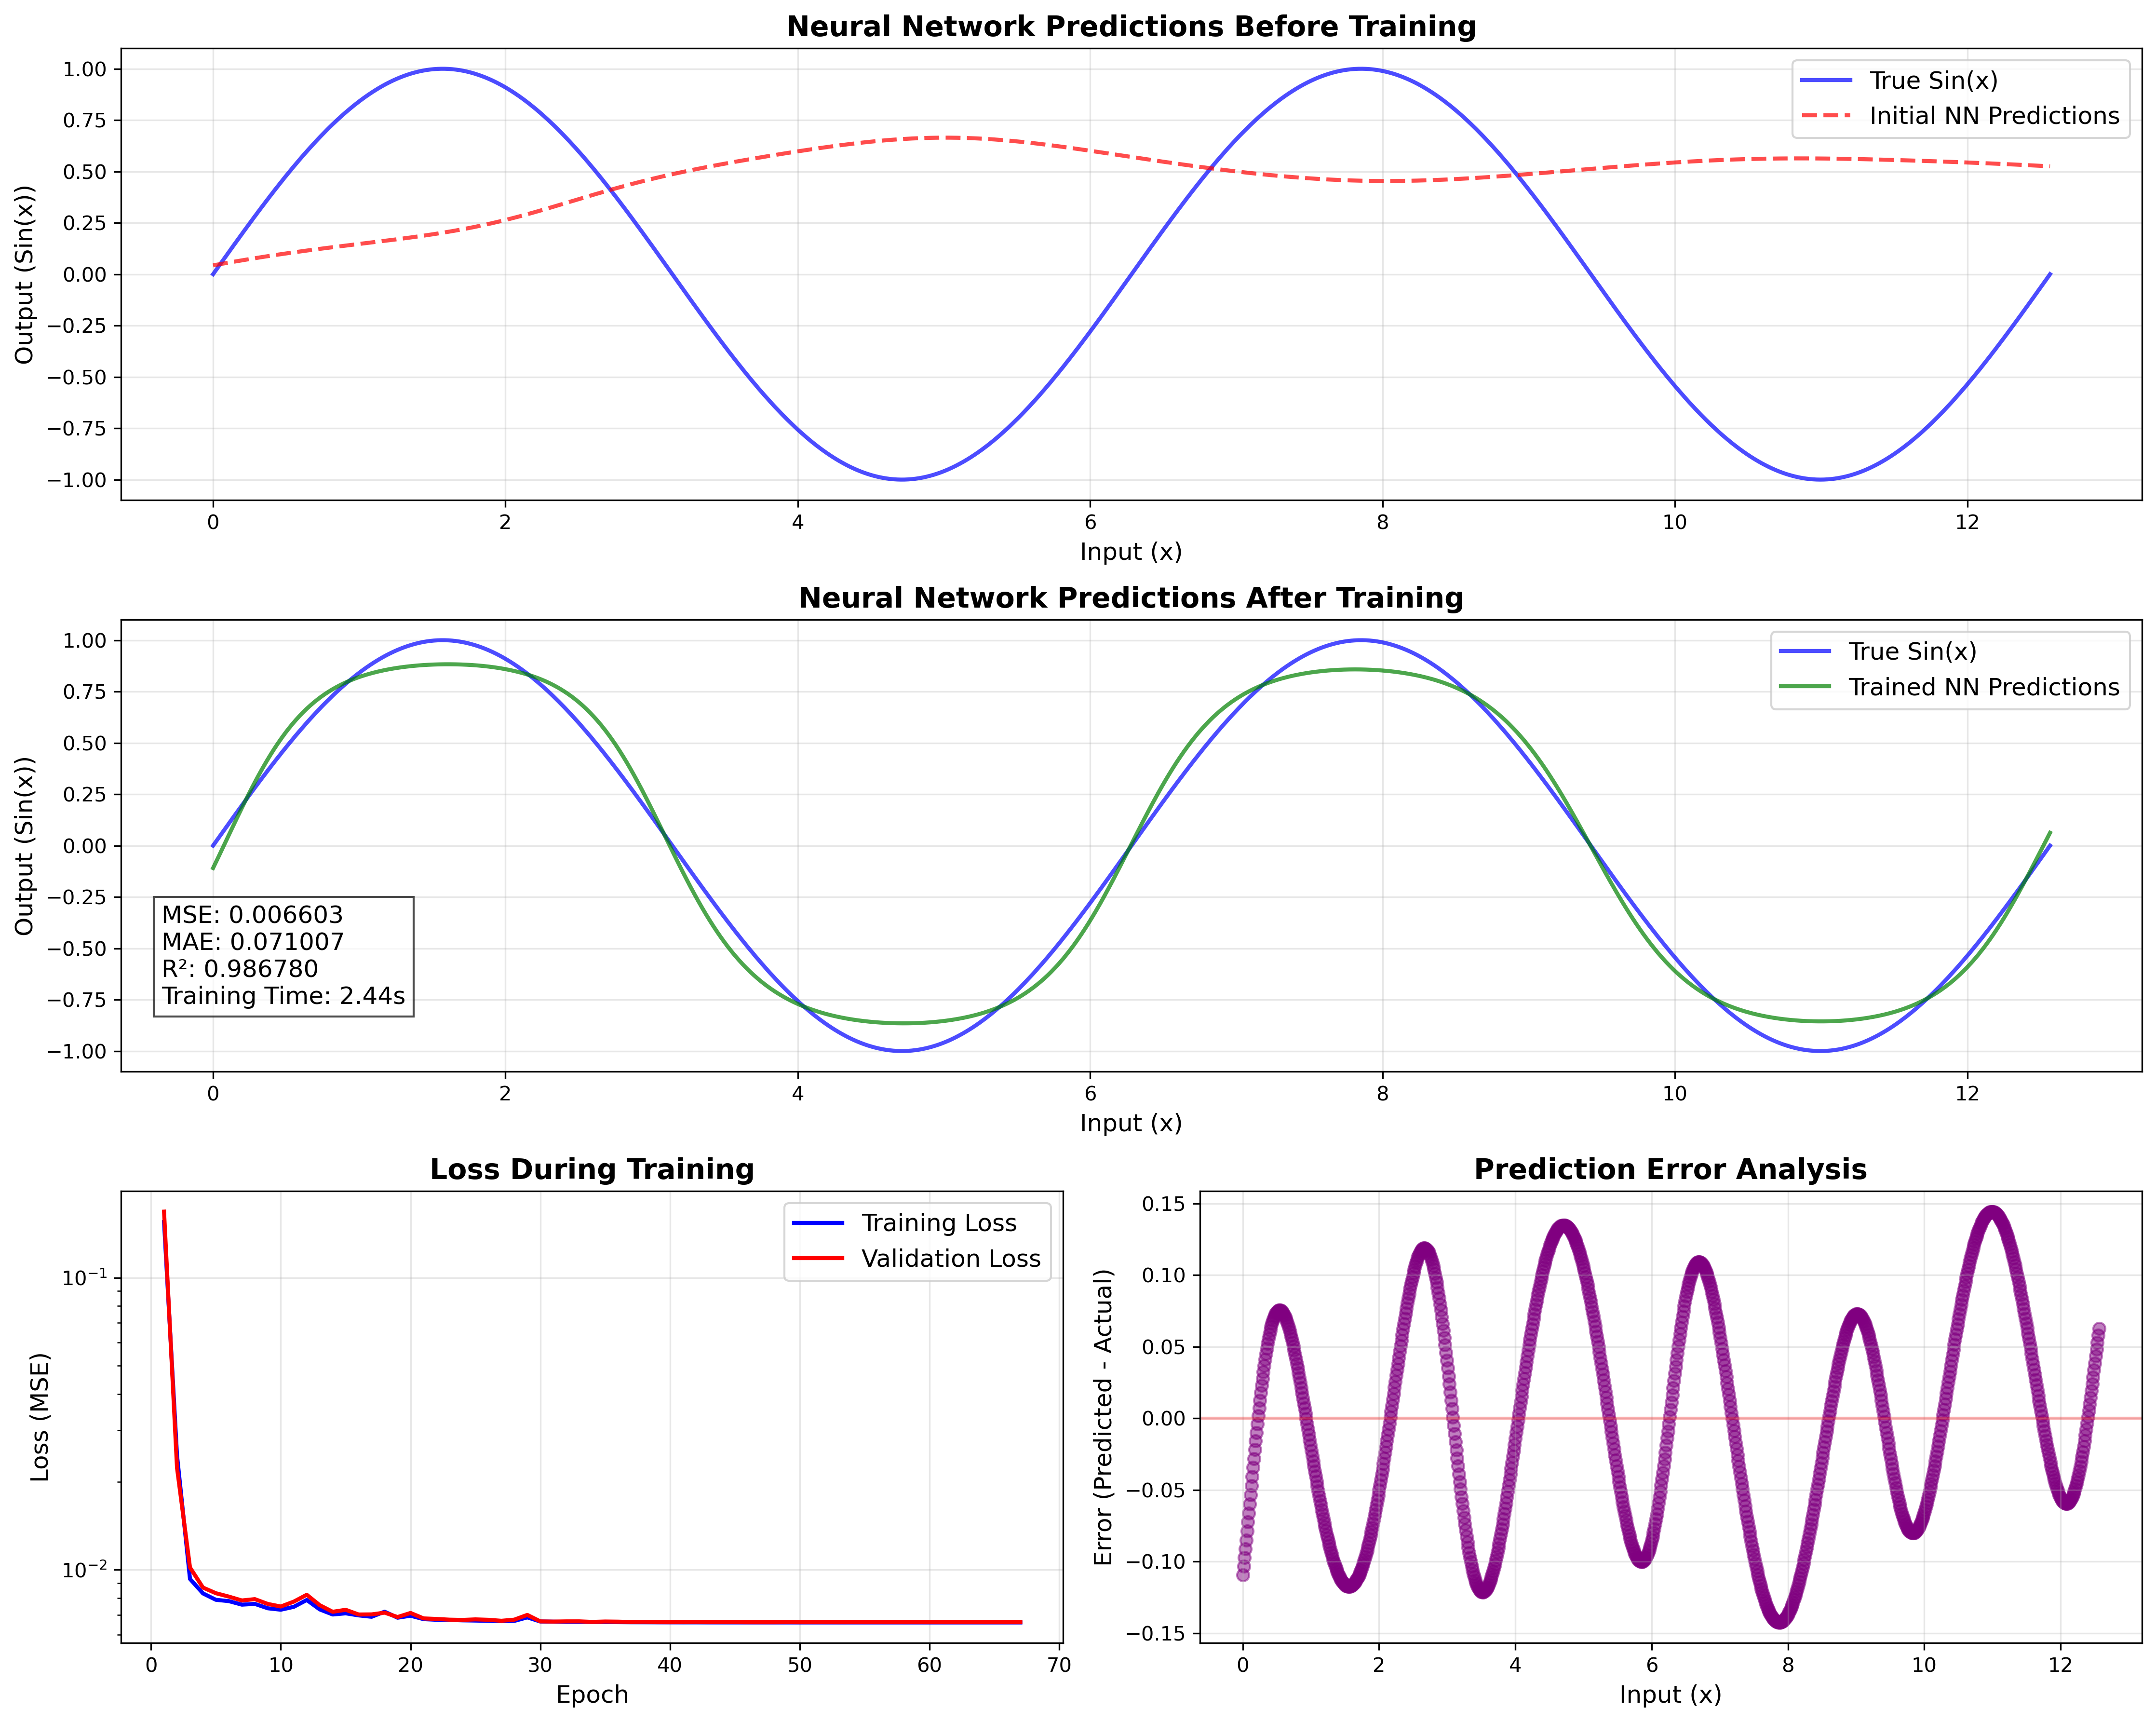 Neural Network Predictions Before Training
1.00
0.75
0.50
0.25
0.00
−0.25
−0.50
−0.75
−1.00
Output (Sin(x))
True Sin(x)
Initial NN Predictions
0 2 4 6 8 10 12
Input (x)
Neural Network Predictions After Training
1.00
0.75
0.50
0.25
0.00
−0.25
−0.50
−0.75
−1.00
Output (Sin(x))
True Sin(x)
Trained NN Predictions
MSE: 0.006603
MAE: 0.071007
R²: 0.986780
Training Time: 2.44s
0 2 4 6 8 10 12
Input (x)
Loss During Training
10⁻¹
10⁻²
Loss (MSE)
Training Loss
Validation Loss
0 10 20 30 40 50 60 70
Epoch
Prediction Error Analysis
0.15
0.10
0.05
0.00
−0.05
−0.10
−0.15
Error (Predicted - Actual)
0 2 4 6 8 10 12
Input (x)